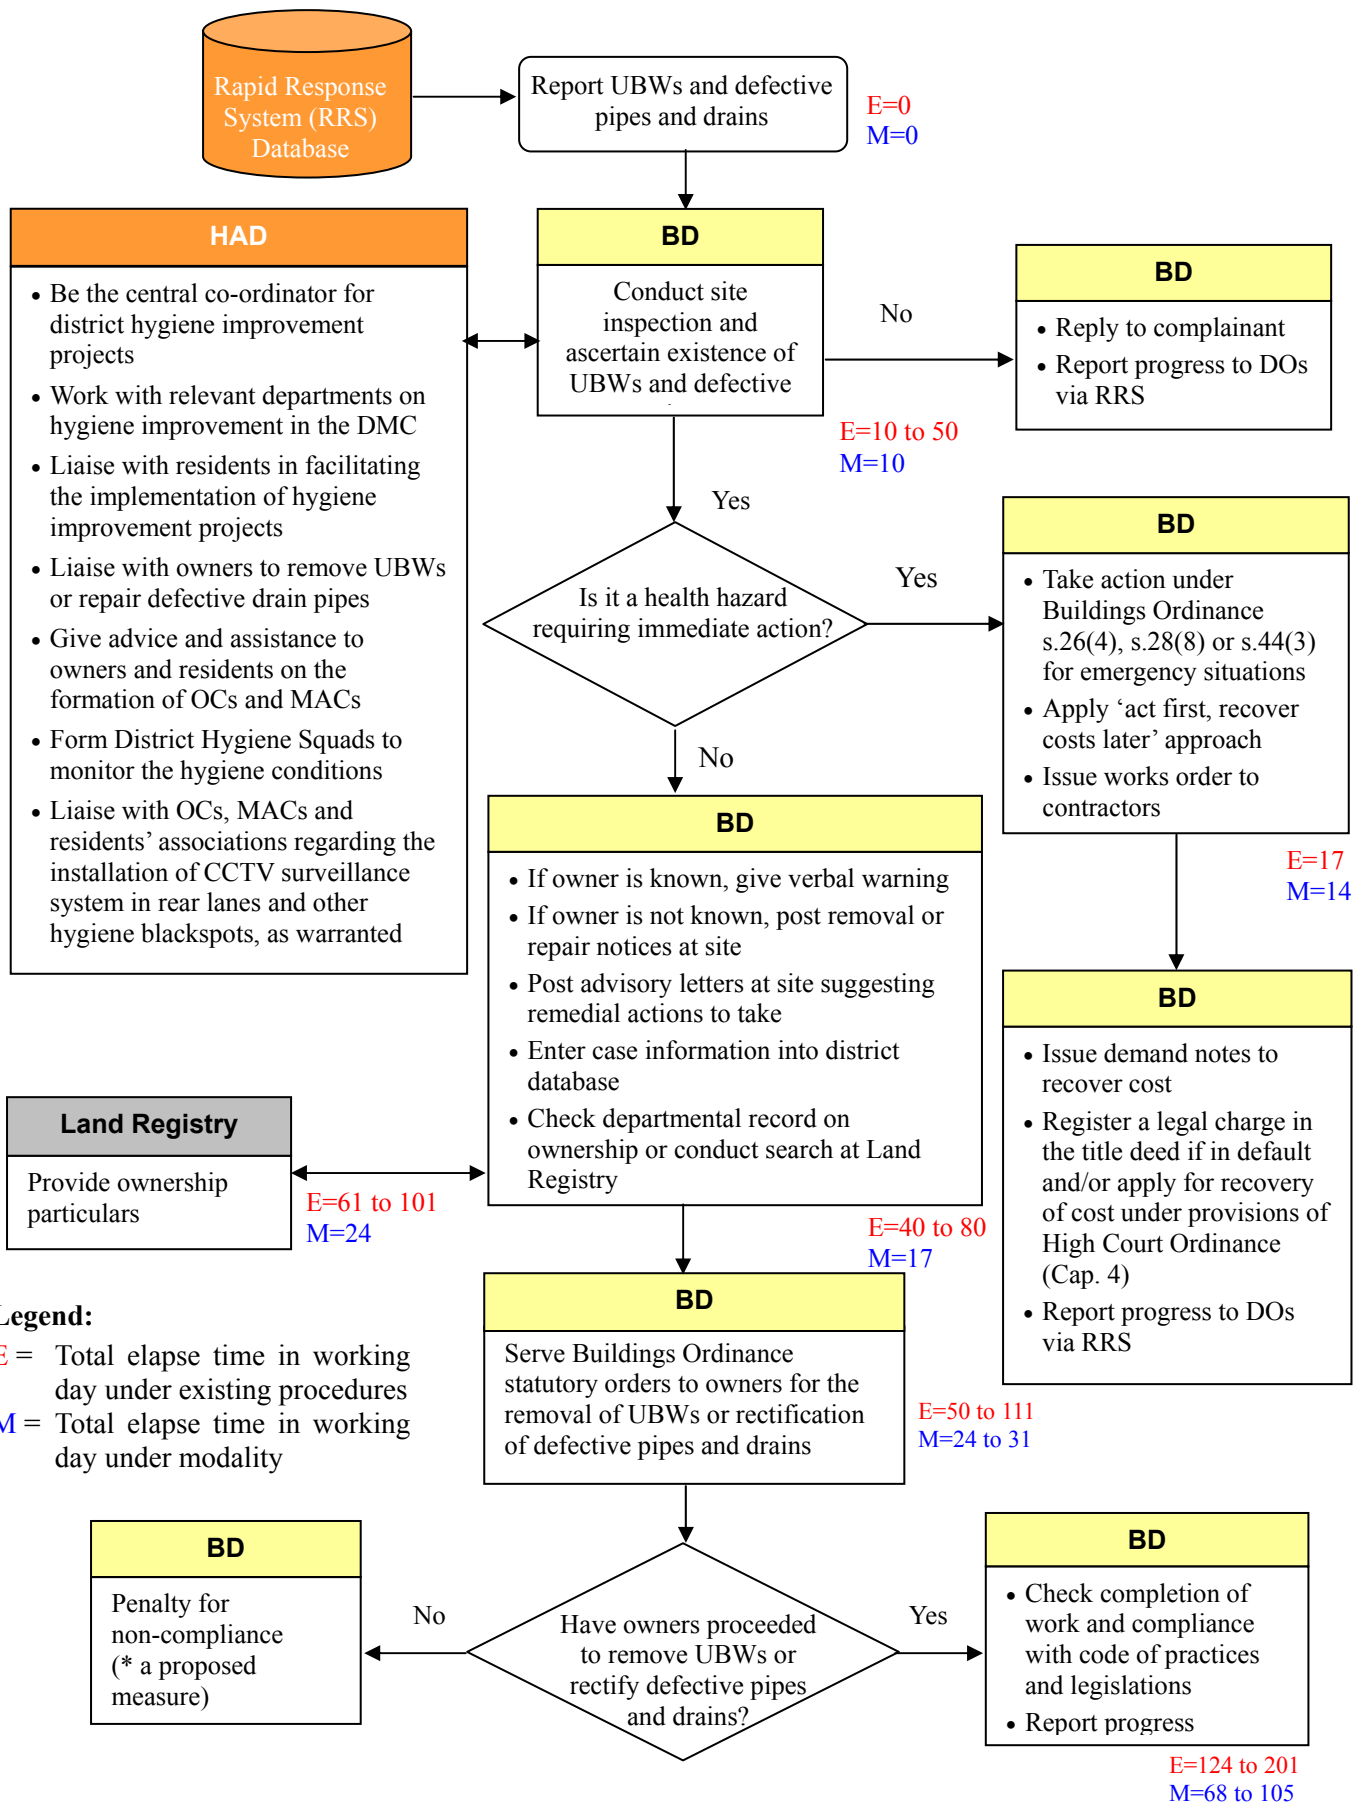 Rapid Response
System (RRS)
Database
Report UBWs and defective
pipes and drains
E=0
M=0
HAD
• Be the central co-ordinator for
district hygiene improvement
projects
• Work with relevant departments on
hygiene improvement in the DMC
• Liaise with residents in facilitating
the implementation of hygiene
improvement projects
• Liaise with owners to remove UBWs
or repair defective drain pipes
• Give advice and assistance to
owners and residents on the
formation of OCs and MACs
• Form District Hygiene Squads to
monitor the hygiene conditions
• Liaise with OCs, MACs and
residents’ associations regarding the
installation of CCTV surveillance
system in rear lanes and other
hygiene blackspots, as warranted
BD
Conduct site
inspection and
ascertain existence of
UBWs and defective
E=10 to 50
M=10
No
BD
• Reply to complainant
• Report progress to DOs
via RRS
Yes
Is it a health hazard
requiring immediate action?
Yes
BD
• Take action under
Buildings Ordinance
s.26(4), s.28(8) or s.44(3)
for emergency situations
• Apply ‘act first, recover
costs later’ approach
• Issue works order to
contractors
E=17
M=14
No
BD
• If owner is known, give verbal warning
• If owner is not known, post removal or
repair notices at site
• Post advisory letters at site suggesting
remedial actions to take
• Enter case information into district
database
• Check departmental record on
ownership or conduct search at Land
Registry
E=40 to 80
M=17
BD
• Issue demand notes to
recover cost
• Register a legal charge in
the title deed if in default
and/or apply for recovery
of cost under provisions of
High Court Ordinance
(Cap. 4)
• Report progress to DOs
via RRS
Land Registry
Provide ownership
particulars
E=61 to 101
M=24
BD
Serve Buildings Ordinance
statutory orders to owners for the
removal of UBWs or rectification
of defective pipes and drains
E=50 to 111
M=24 to 31
Legend:
E = Total elapse time in working
day under existing procedures
M = Total elapse time in working
day under modality
BD
Penalty for
non-compliance
(* a proposed
measure)
No
Have owners proceeded
to remove UBWs or
rectify defective pipes
and drains?
Yes
BD
• Check completion of
work and compliance
with code of practices
and legislations
• Report progress
E=124 to 201
M=68 to 105